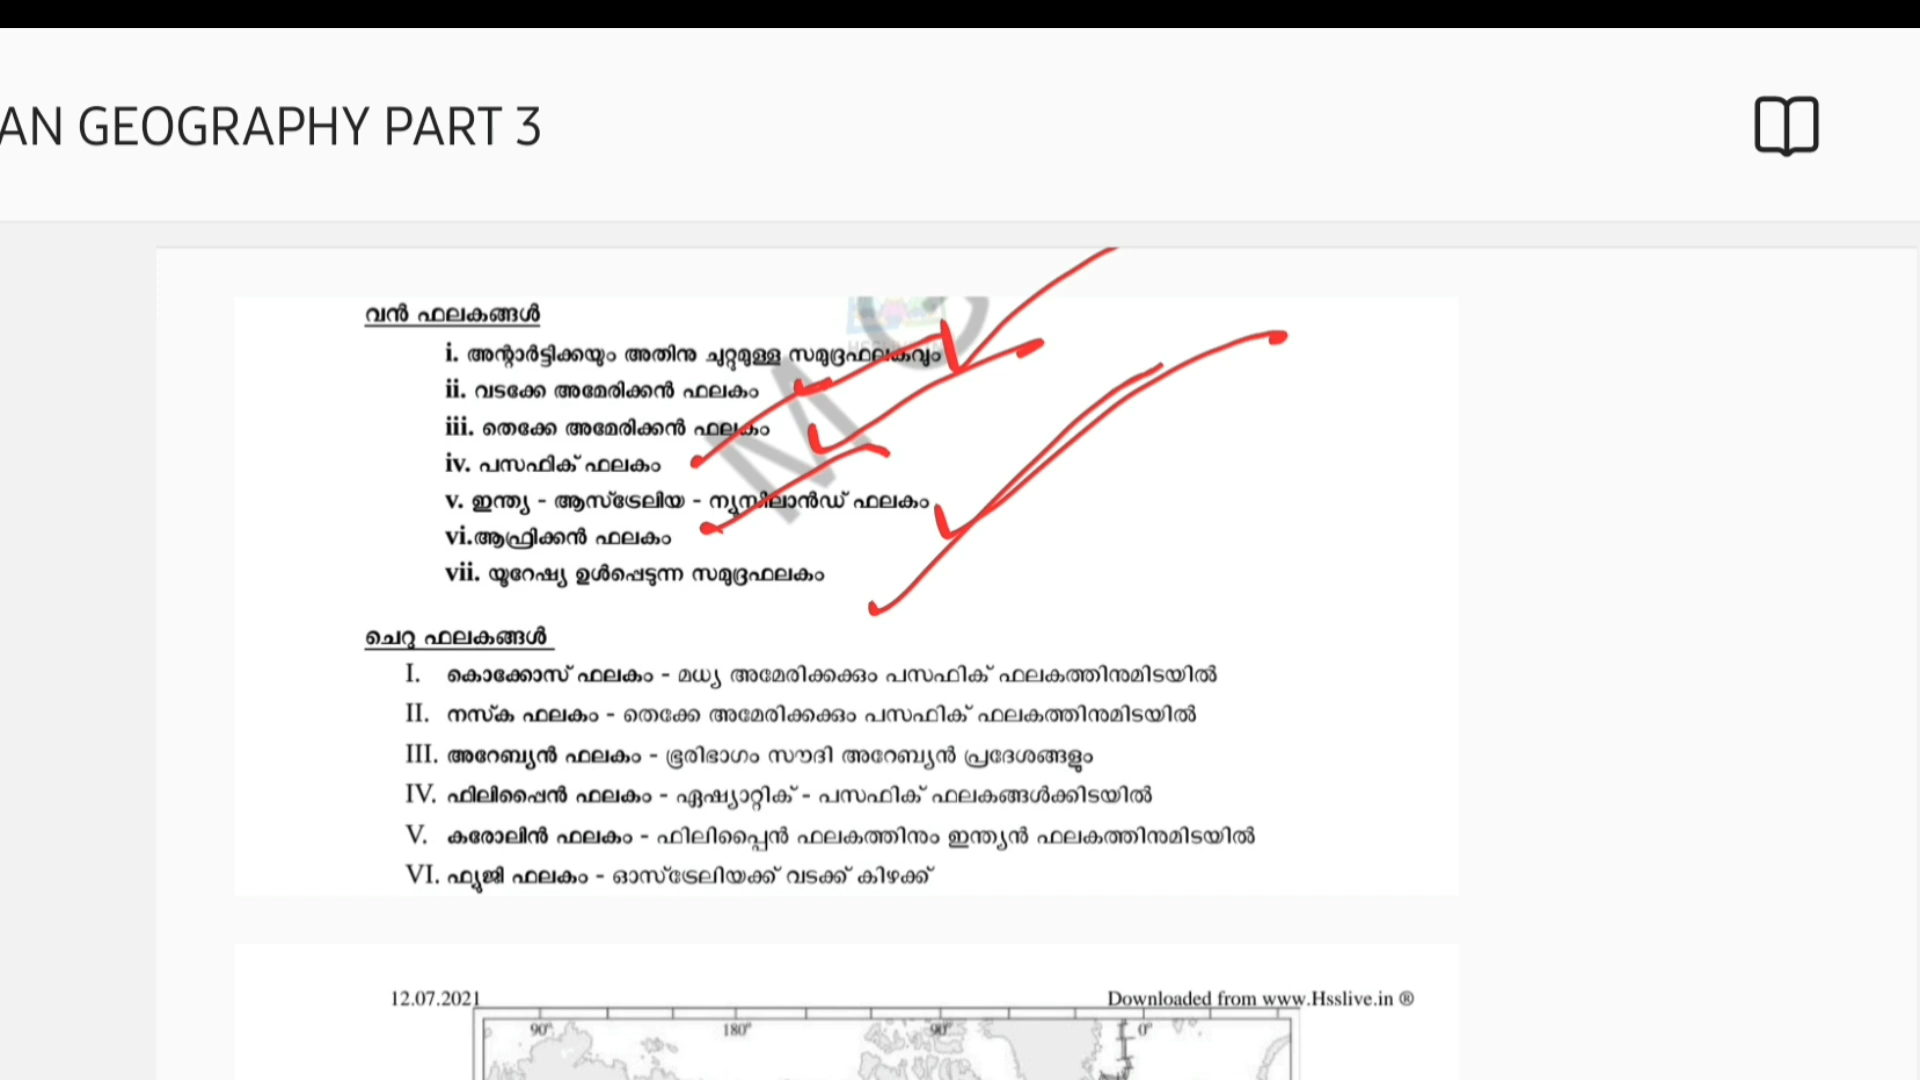 AN GEOGRAPHY PART 3
വൻ ഫലകങ്ങൾ
i. അന്റാർട്ടിക്കയും അതിനു ചുറ്റുമുള്ള സമുദ്രഫലകവും
ii. വടക്കേ അമേരിക്കൻ ഫലകം
iii. തെക്കേ അമേരിക്കൻ ഫലകം
iv. പസഫിക് ഫലകം
v. ഇന്ത്യ - ആസ്ട്രേലിയ - ന്യൂസിലാൻഡ് ഫലകം
vi.ആഫ്രിക്കൻ ഫലകം
vii. യൂറേഷ്യ ഉൾപ്പെടുന്ന സമുദ്രഫലകം
ചെറു ഫലകങ്ങൾ
I. കൊക്കോസ് ഫലകം - മധ്യ അമേരിക്കക്കും പസഫിക് ഫലകത്തിനുമിടയിൽ
II. നസ്ക ഫലകം - തെക്കേ അമേരിക്കക്കും പസഫിക് ഫലകത്തിനുമിടയിൽ
III. അറേബ്യൻ ഫലകം - ഭൂരിഭാഗം സൗദി അറേബ്യൻ പ്രദേശങ്ങളും
IV. ഫിലിപ്പൈൻ ഫലകം - ഏഷ്യാറ്റിക് - പസഫിക് ഫലകങ്ങൾക്കിടയിൽ
V. കരോലിൻ ഫലകം - ഫിലിപ്പൈൻ ഫലകത്തിനും ഇന്ത്യൻ ഫലകത്തിനുമിടയിൽ
VI. ഫ്യൂജി ഫലകം - ഓസ്ട്രേലിയക്ക് വടക്ക് കിഴക്ക്
12.07.2021 Downloaded from www.Hsslive.in ®
90° 180° 90° 0°